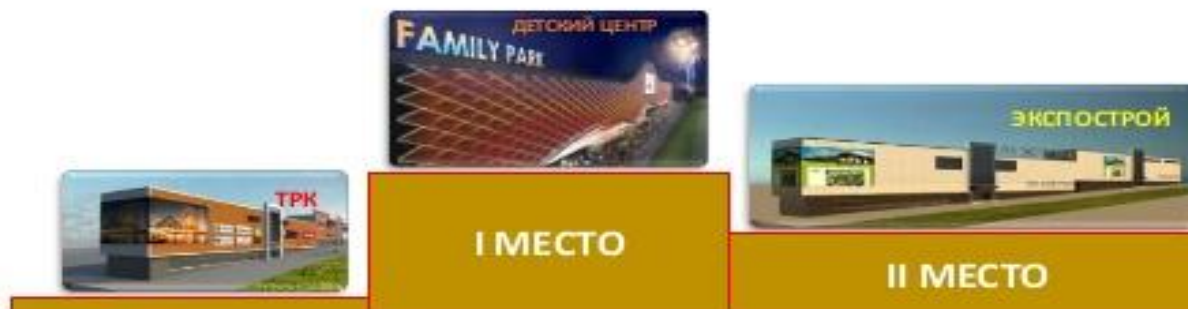 ДЕТСКИЙ ЦЕНТР
FAMILY PARK
ЭКСПОСТРОЙ
ТРК
I МЕСТО
II МЕСТО